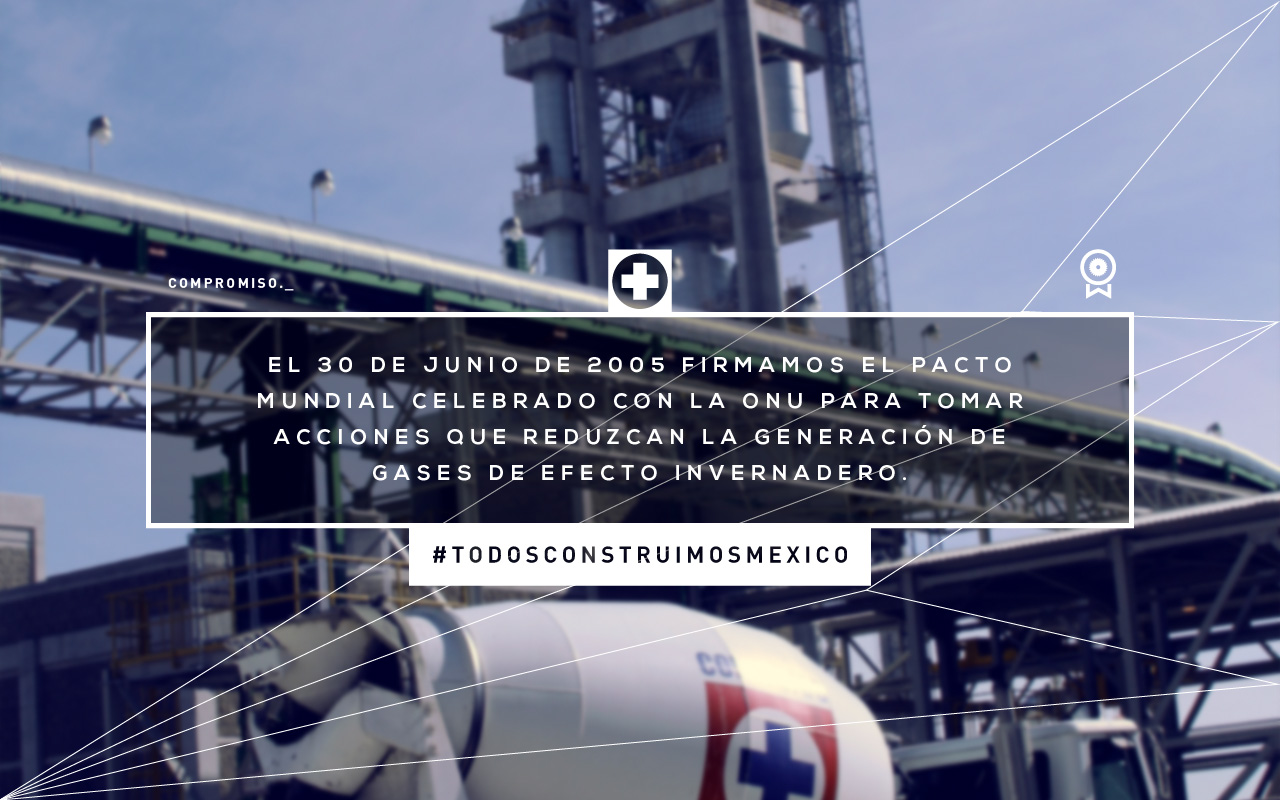 COMPROMISO._
EL 30 DE JUNIO DE 2005 FIRMAMOS EL PACTO
MUNDIAL CELEBRADO CON LA ONU PARA TOMAR
ACCIONES QUE REDUZCAN LA GENERACIÓN DE
GASES DE EFECTO INVERNADERO.
#TODOSCONSTRUIMOSMEXICO